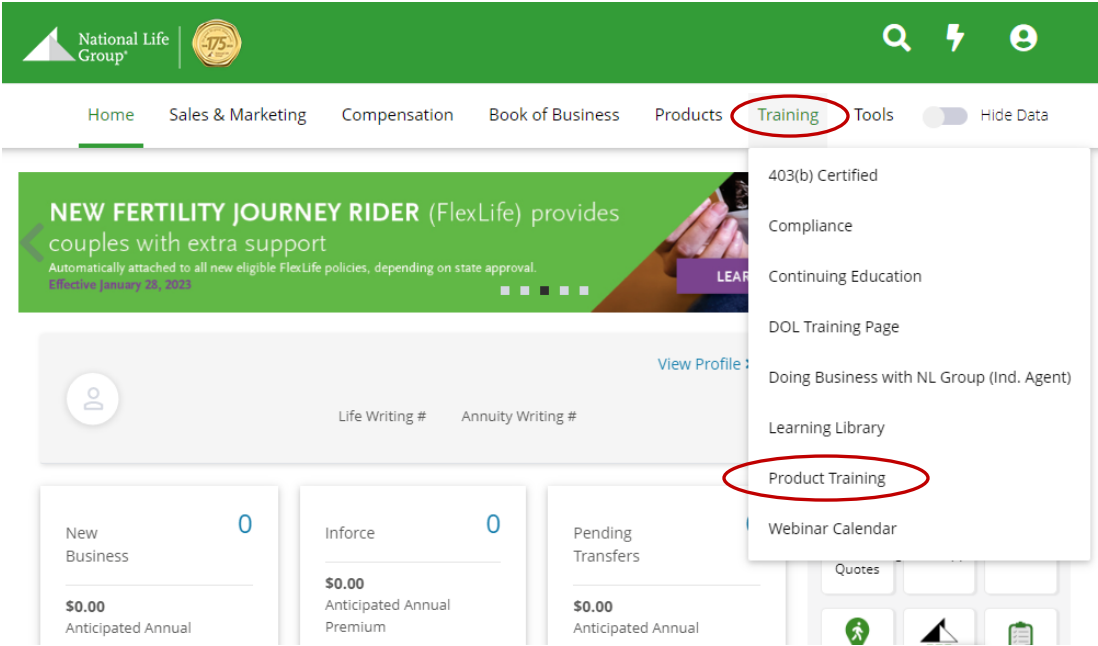 National Life
Group®
175
Home Sales & Marketing Compensation Book of Business Products Training Tools Hide Data
NEW FERTILITY JOURNEY RIDER (FlexLife) provides
couples with extra support
Automatically attached to all new eligible FlexLife policies, depending on state approval.
Effective January 28, 2023
LEAR
403(b) Certified
Compliance
Continuing Education
DOL Training Page
Doing Business with NL Group (Ind. Agent)
Learning Library
Product Training
Webinar Calendar
View Profile
Life Writing # Annuity Writing #
New
Business
0
$0.00
Anticipated Annual
Inforce
0
$0.00
Anticipated Annual
Premium
Pending
Transfers
$0.00
Anticipated Annual
Quotes